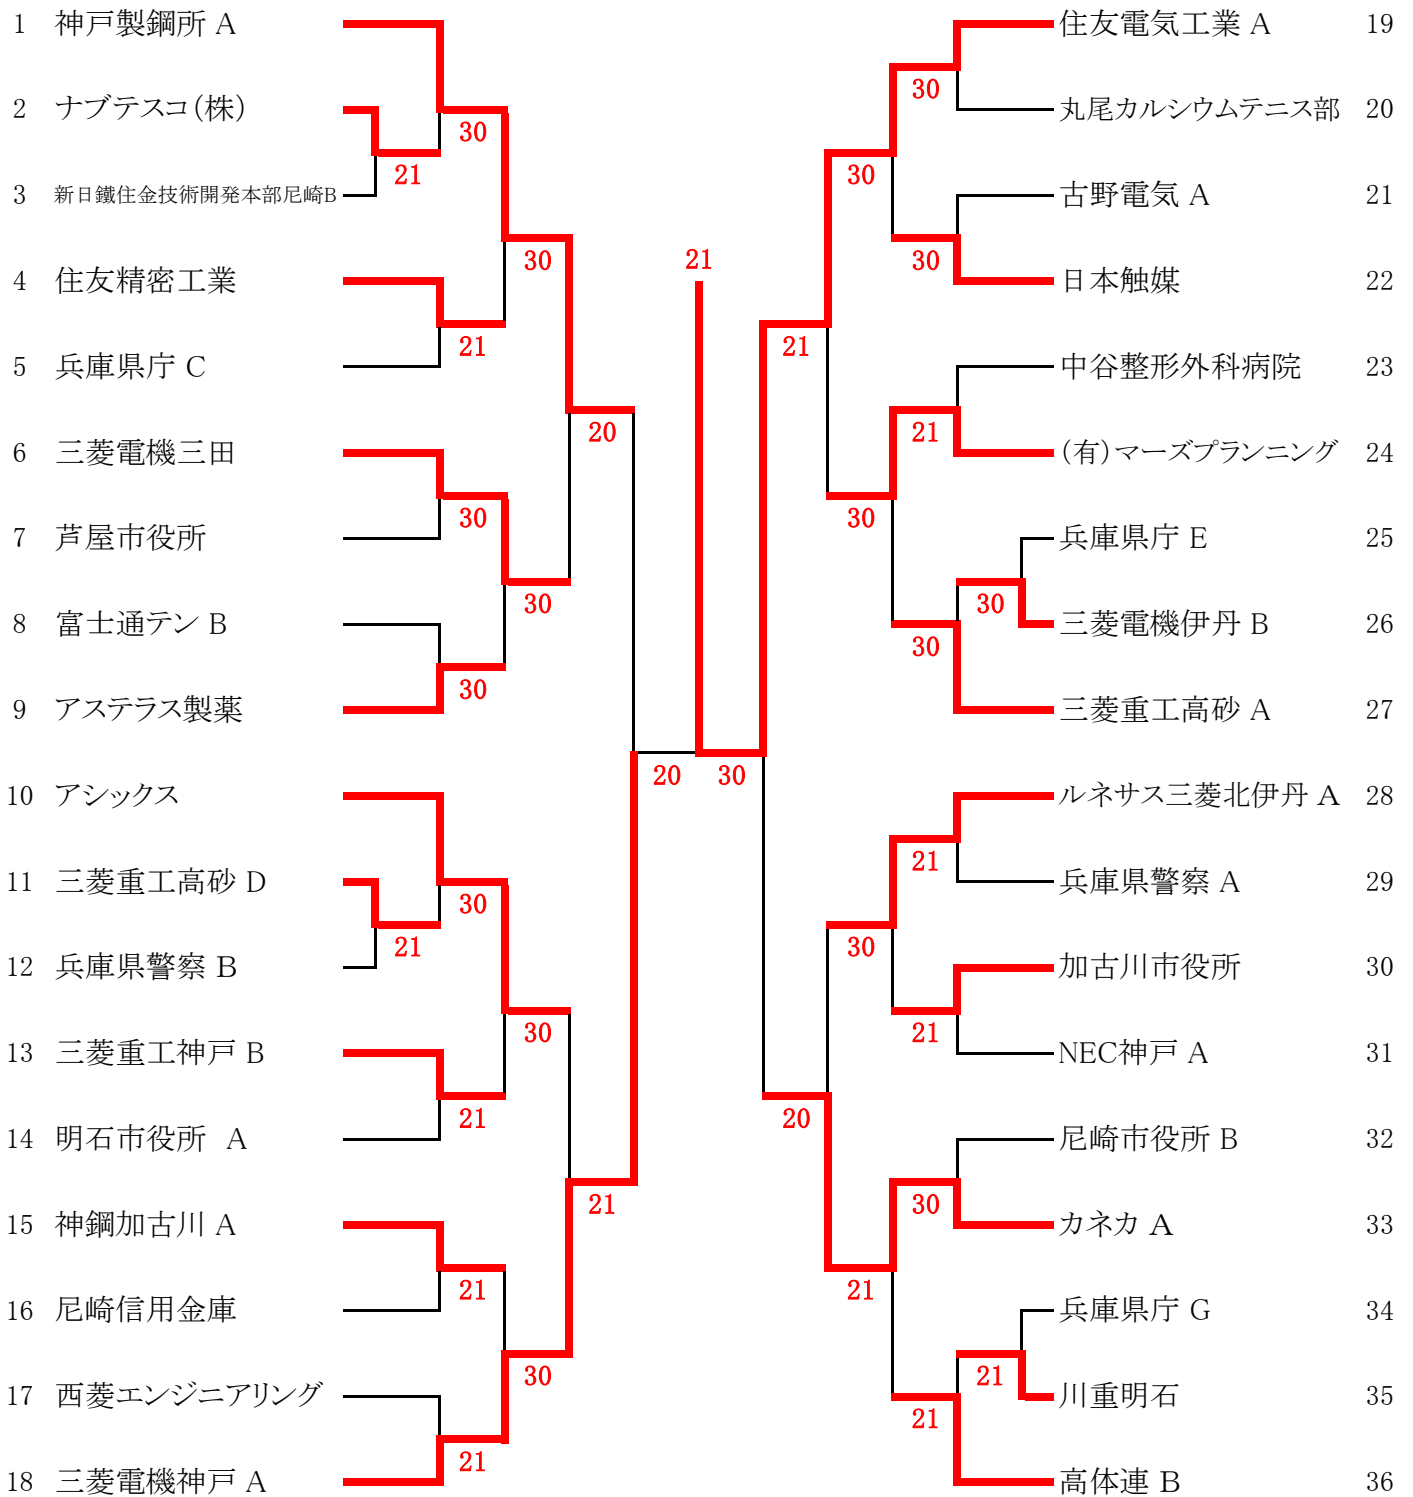 1 神戸製鋼所 A
2 ナブテスコ(株)
3 新日鐵住金技術開発本部尼崎B
4 住友精密工業
5 兵庫県庁 C
6 三菱電機三田
7 芦屋市役所
8 富士通テン B
9 アステラス製薬
10 アシックス
11 三菱重工高砂 D
12 兵庫県警察 B
13 三菱重工神戸 B
14 明石市役所 A
15 神鋼加古川 A
16 尼崎信用金庫
17 西菱エンジニアリング
18 三菱電機神戸 A
21
21
30
21
30
30
30
21
21
21
30
30
30
30
20
21
20
21
30
21
20
30
30
30
21
30
30
21
30
30
21
21
30
21
21
住友電気工業 A 19
丸尾カルシウムテニス部 20
古野電気 A 21
日本触媒 22
中谷整形外科病院 23
(有)マーズプランニング 24
兵庫県庁 E 25
三菱電機伊丹 B 26
三菱重工高砂 A 27
ルネサス三菱北伊丹 A 28
兵庫県警察 A 29
加古川市役所 30
NEC神戸 A 31
尼崎市役所 B 32
カネカ A 33
兵庫県庁 G 34
川重明石 35
高体連 B 36